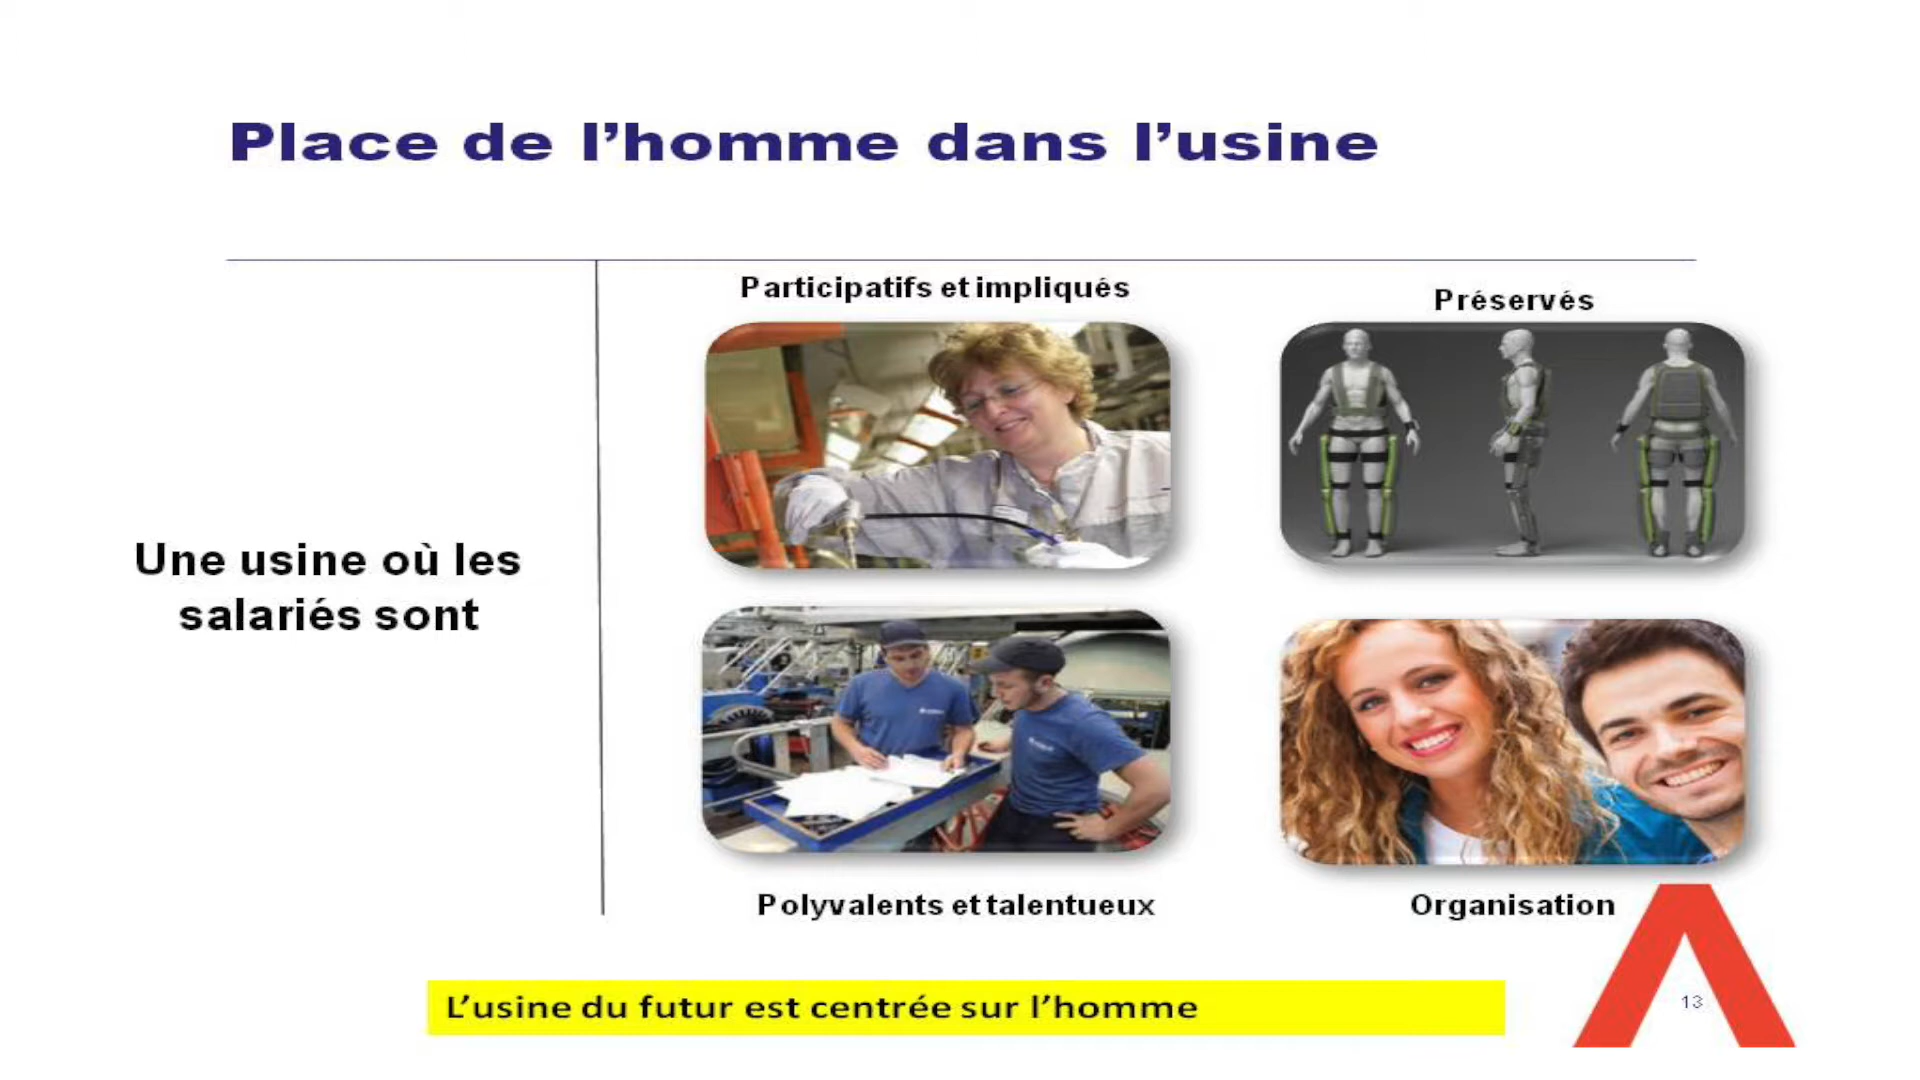 Place de l’homme dans l’usine
Participatifs et impliqués
Préservés
Une usine où les
salariés sont
Polyvalents et talentueux
Organisation
L’usine du futur est centrée sur l’homme
13